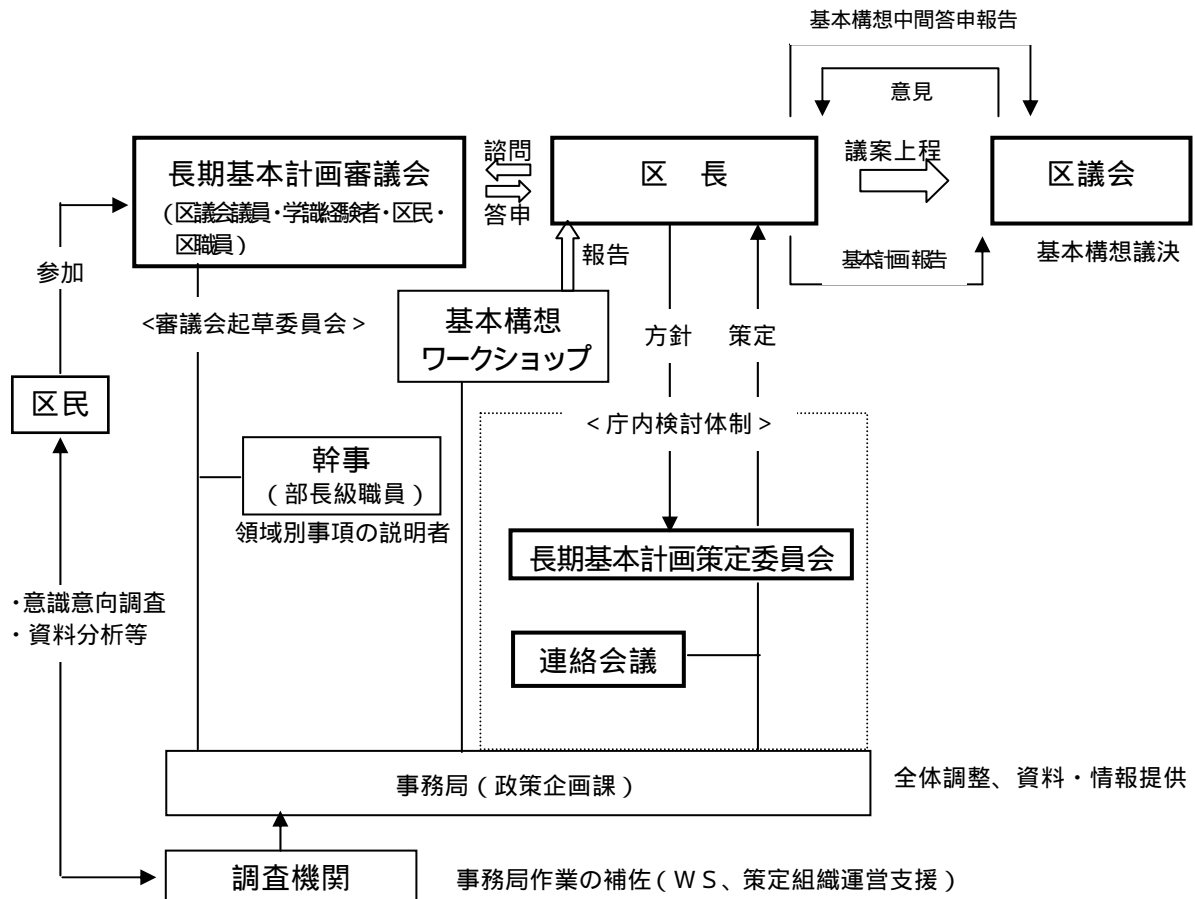 基本構想中間答申報告
意見
長期基本計画審議会
(区議会議員・学識経験者・区民・
区職員)
諮問
答申
区 長
議案上程
区議会
基本計画報告
基本構想議決
参加
<審議会起草委員会>
報告
基本構想
ワークショップ
方針
策定
区民
<庁内検討体制>
幹事
(部長級職員)
領域別事項の説明者
長期基本計画策定委員会
・意識意向調査
・資料分析等
連絡会議
事務局(政策企画課)
全体調整、資料・情報提供
調査機関
事務局作業の補佐(WS、策定組織運営支援)